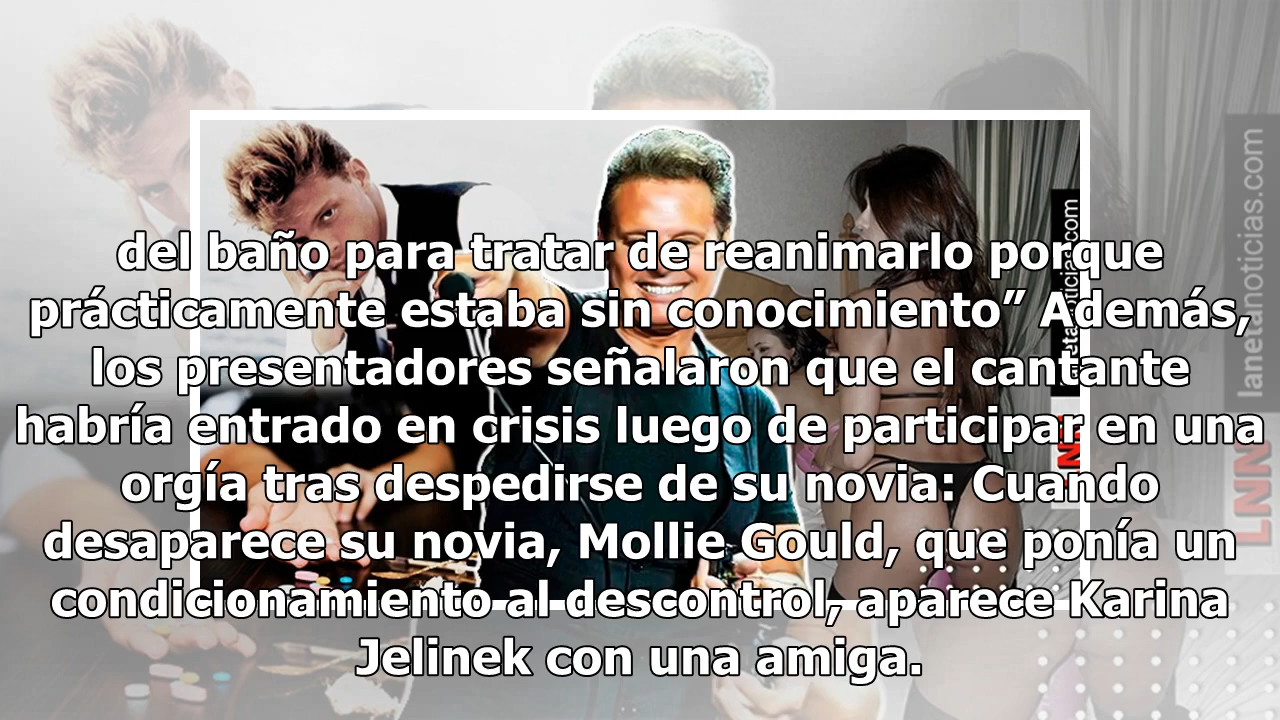 del baño para tratar de reanimarlo porque
prácticamente estaba sin conocimiento” Además,
los presentadores señalaron que el cantante
habría entrado en crisis luego de participar en una
orgía tras despedirse de su novia: Cuando
desaparece su novia, Mollie Gould, que ponía un
condicionamiento al descontrol, aparece Karina
Jelinek con una amiga.
lanetanoticias.com
LNN